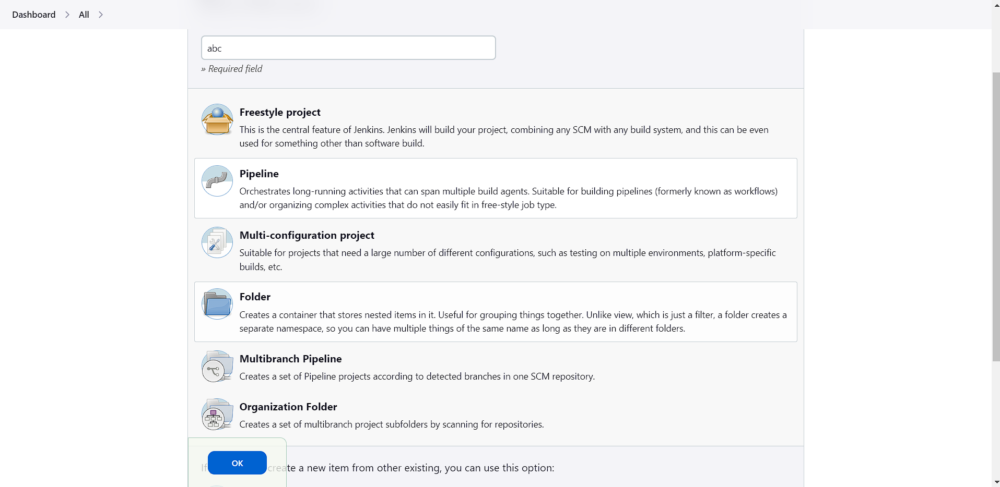 Dashboard
All
abc
» Required field
Freestyle project
This is the central feature of Jenkins. Jenkins will build your project, combining any SCM with any build system, and this can be even
used for something other than software build.
Pipeline
Orchestrates long-running activities that can span multiple build agents. Suitable for building pipelines (formerly known as workflows)
and/or organizing complex activities that do not easily fit in free-style job type.
Multi-configuration project
Suitable for projects that need a large number of different configurations, such as testing on multiple environments, platform-specific
builds, etc.
Folder
Creates a container that stores nested items in it. Useful for grouping things together. Unlike view, which is just a filter, a folder creates a
separate namespace, so you can have multiple things of the same name as long as they are in different folders.
Multibranch Pipeline
Creates a set of Pipeline projects according to detected branches in one SCM repository.
Organization Folder
Creates a set of multibranch project subfolders by scanning for repositories.
OK
If create a new item from other existing, you can use this option: